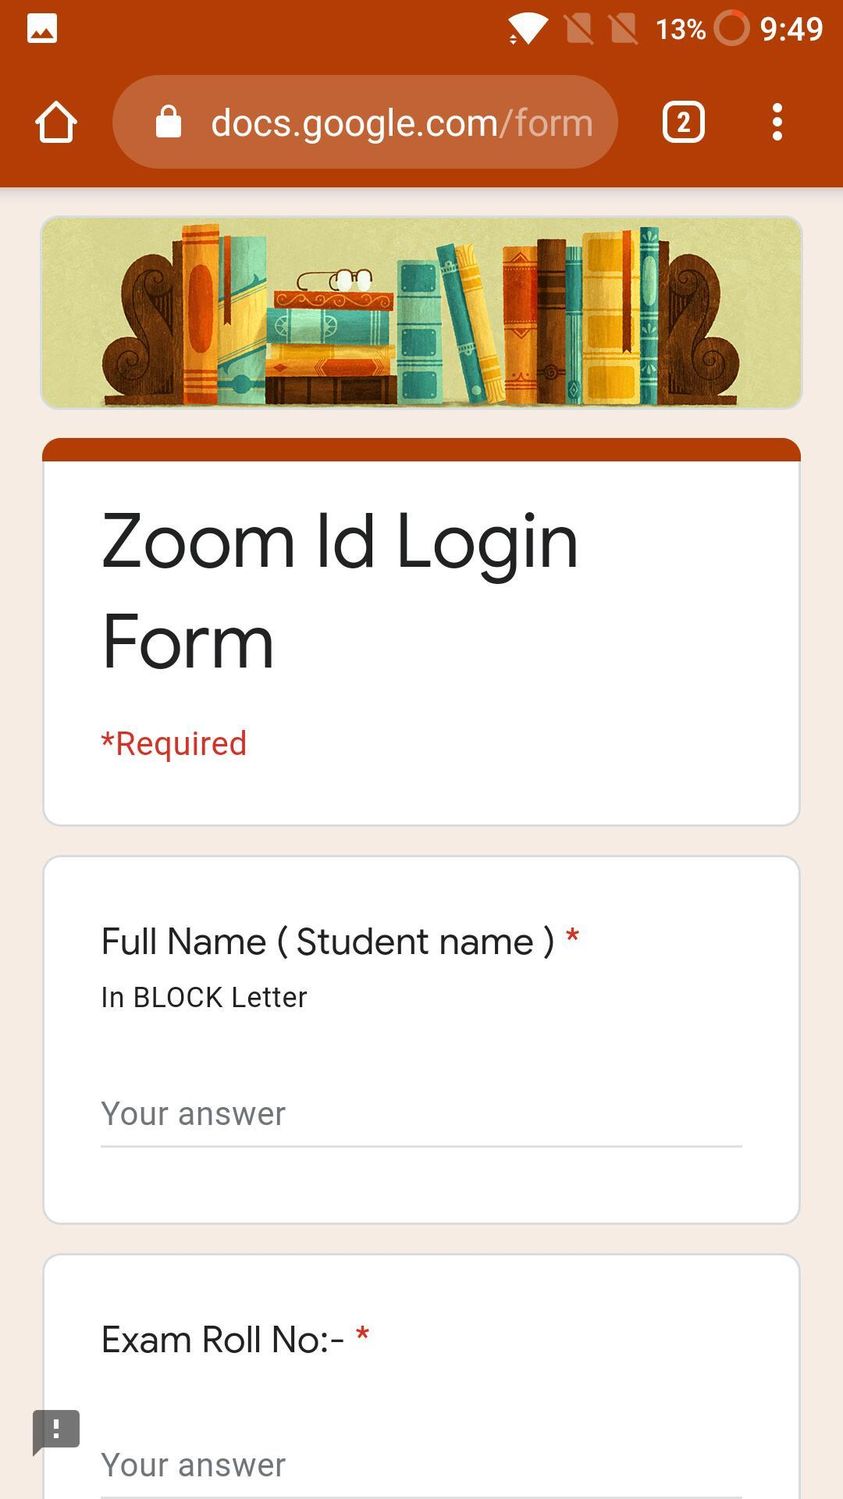 13% 9:49
docs.google.com/form
2
Zoom Id Login
Form
*Required
Full Name ( Student name ) *
In BLOCK Letter
Your answer
Exam Roll No:- *
Your answer